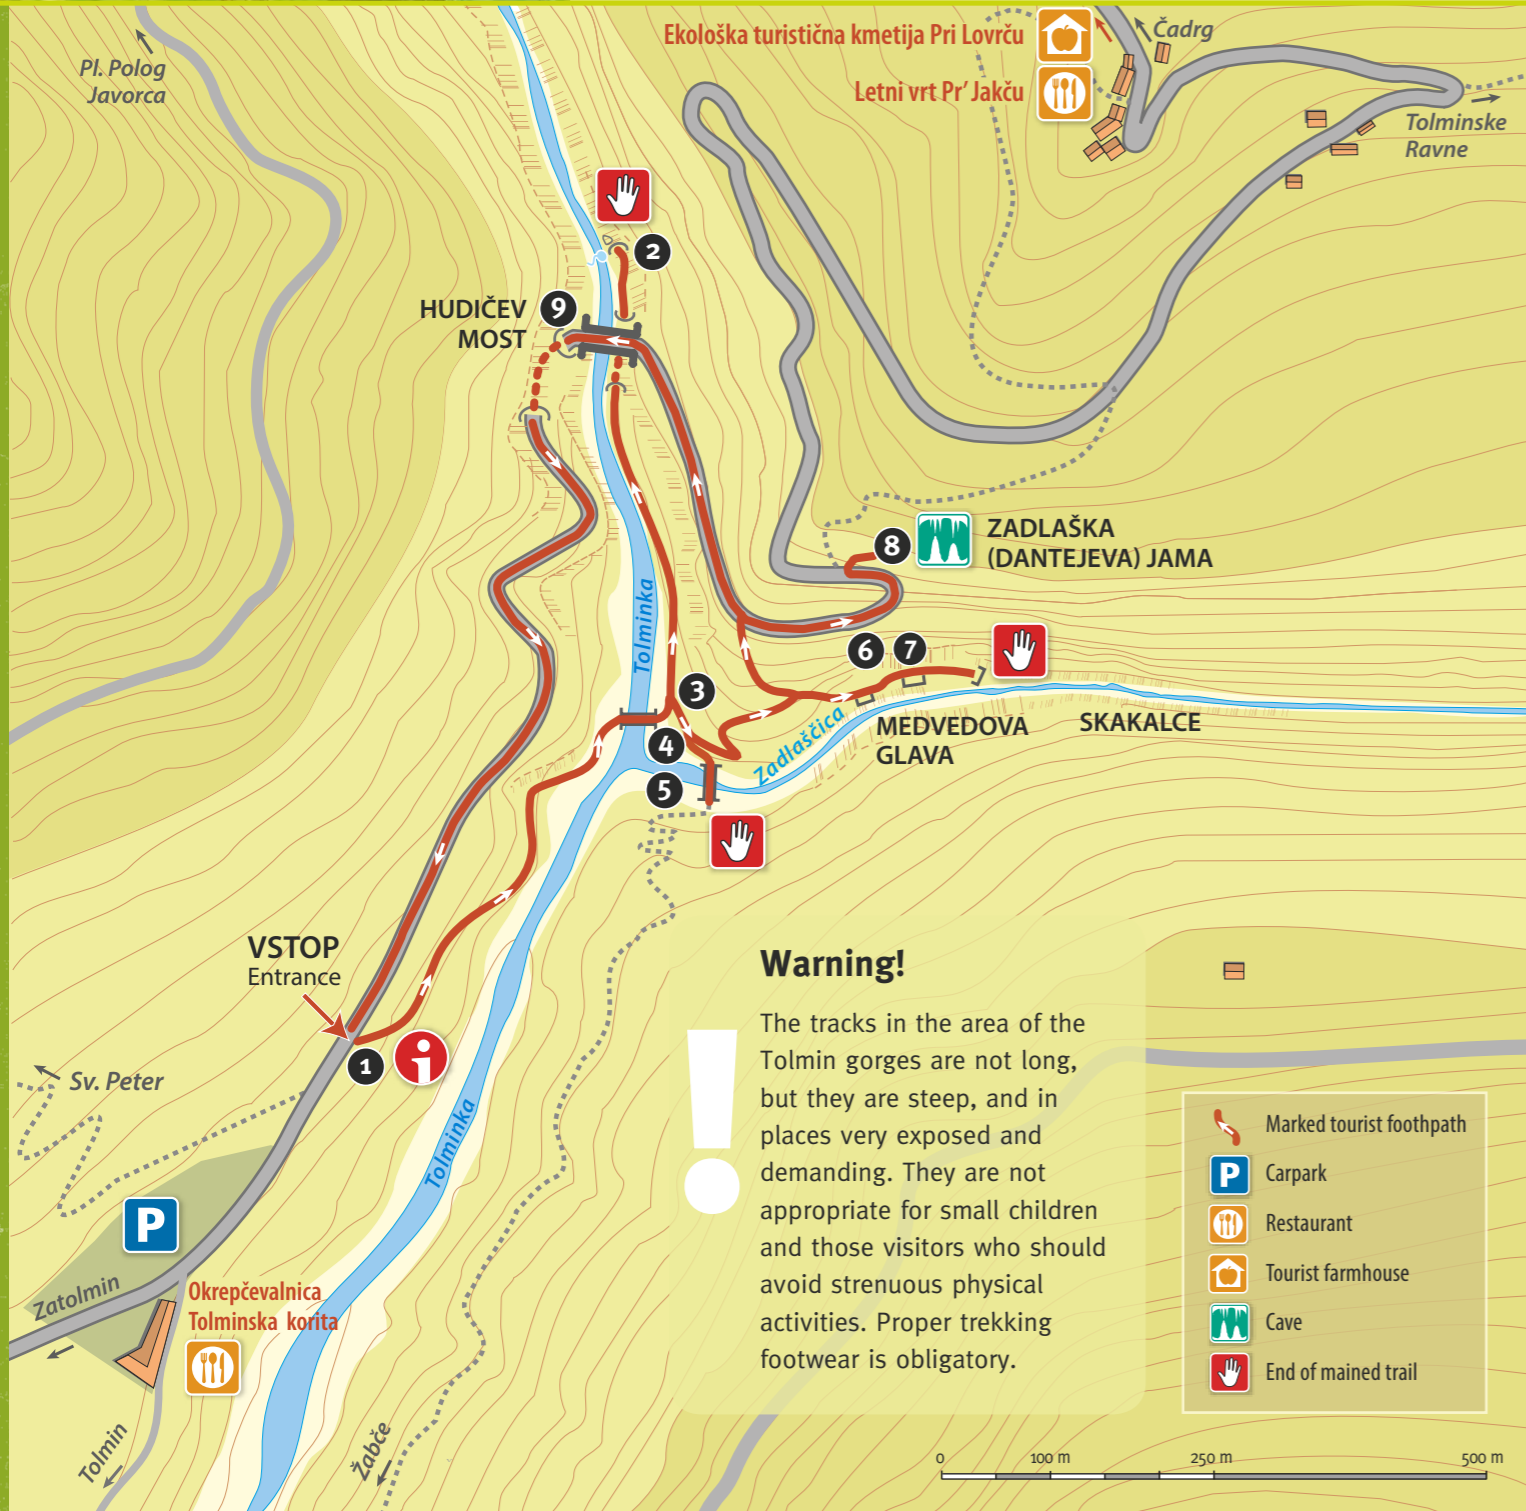 Ekološka turistična kmetija Pri Lovrču
Čadrg
Pl. Polog
Javorca
Letni vrt Pr' Jakču
Tolminske
Ravne
2
HUDIČEV
MOST
9
8
ZADLAŠKA
(DANTEJEVA) JAMA
Tolminka
6
7
3
4
5
Zadlaščica
MEDVEDOVA
GLAVA
SKAKALCE
VSTOP
Entrance
1
i
Sv. Peter
Tolminka
P
Zatolmin
Okrepčevalnica
Tolminska korita
Tolmin
Žabče
Warning!
!
The tracks in the area of the
Tolmin gorges are not long,
but they are steep, and in
places very exposed and
demanding. They are not
appropriate for small children
and those visitors who should
avoid strenuous physical
activities. Proper trekking
footwear is obligatory.
Marked tourist foothpath
P Carpark
Restaurant
Tourist farmhouse
Cave
End of mained trail
0 100 m 250 m 500 m